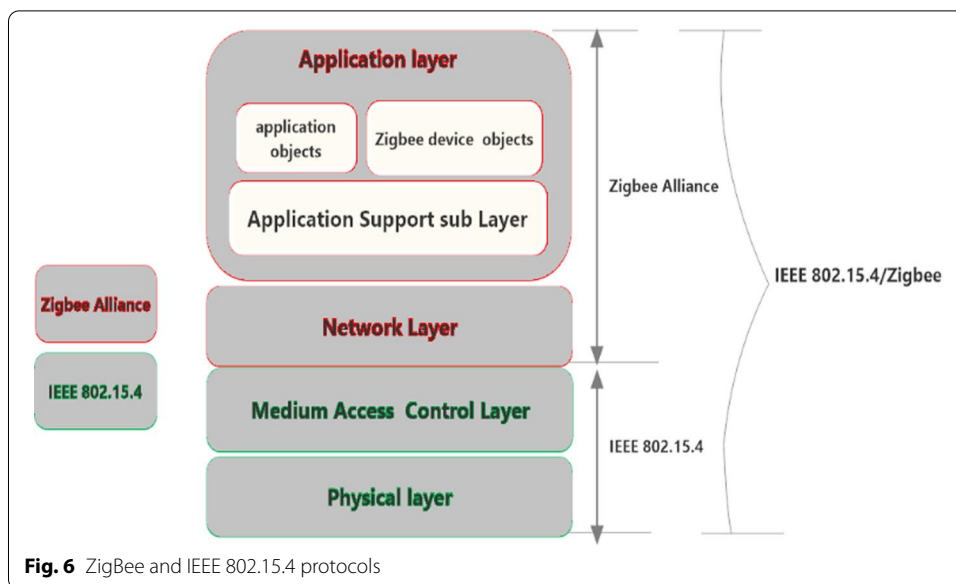 Application layer
application
objects
Zigbee device objects
Application Support sub Layer
Zigbee Alliance
IEEE 802.15.4/Zigbee
Zigbee Alliance
Network Layer
IEEE 802.15.4
Medium Access Control Layer
IEEE 802.15.4
Physical layer
Fig. 6 ZigBee and IEEE 802.15.4 protocols